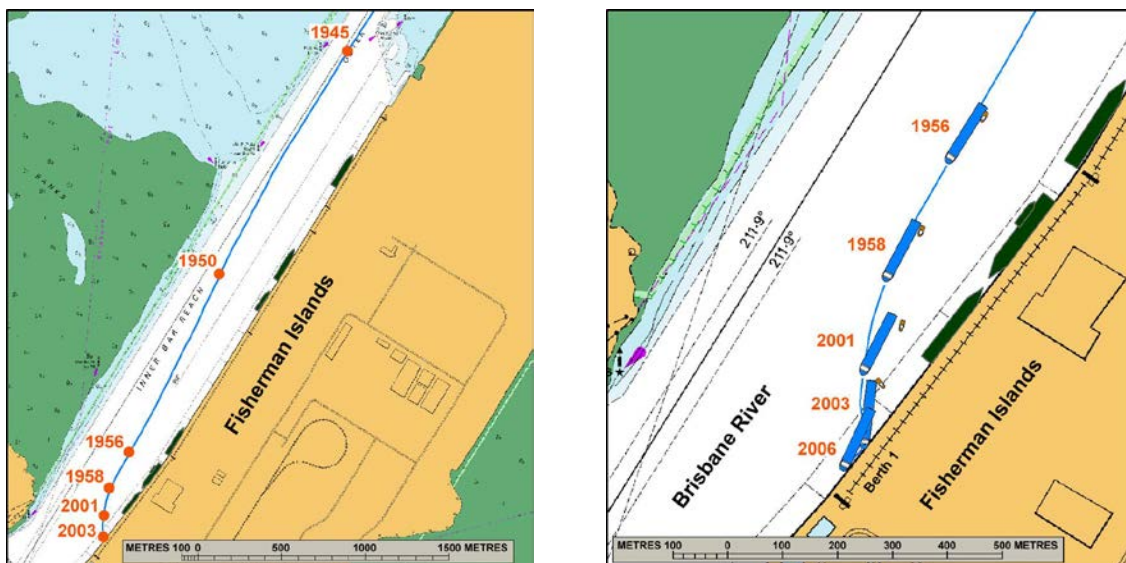 1945
1950
INNER BAR REACH
Fisherman Islands
1956
1958
2001
2003
METRES 100 0 500 1000 1500 METRES
1956
1958
211·9°
211·9°
2001
2003
2006
Brisbane River
Berth 1
Fisherman Islands
METRES 100 0 100 200 300 400 500 METRES